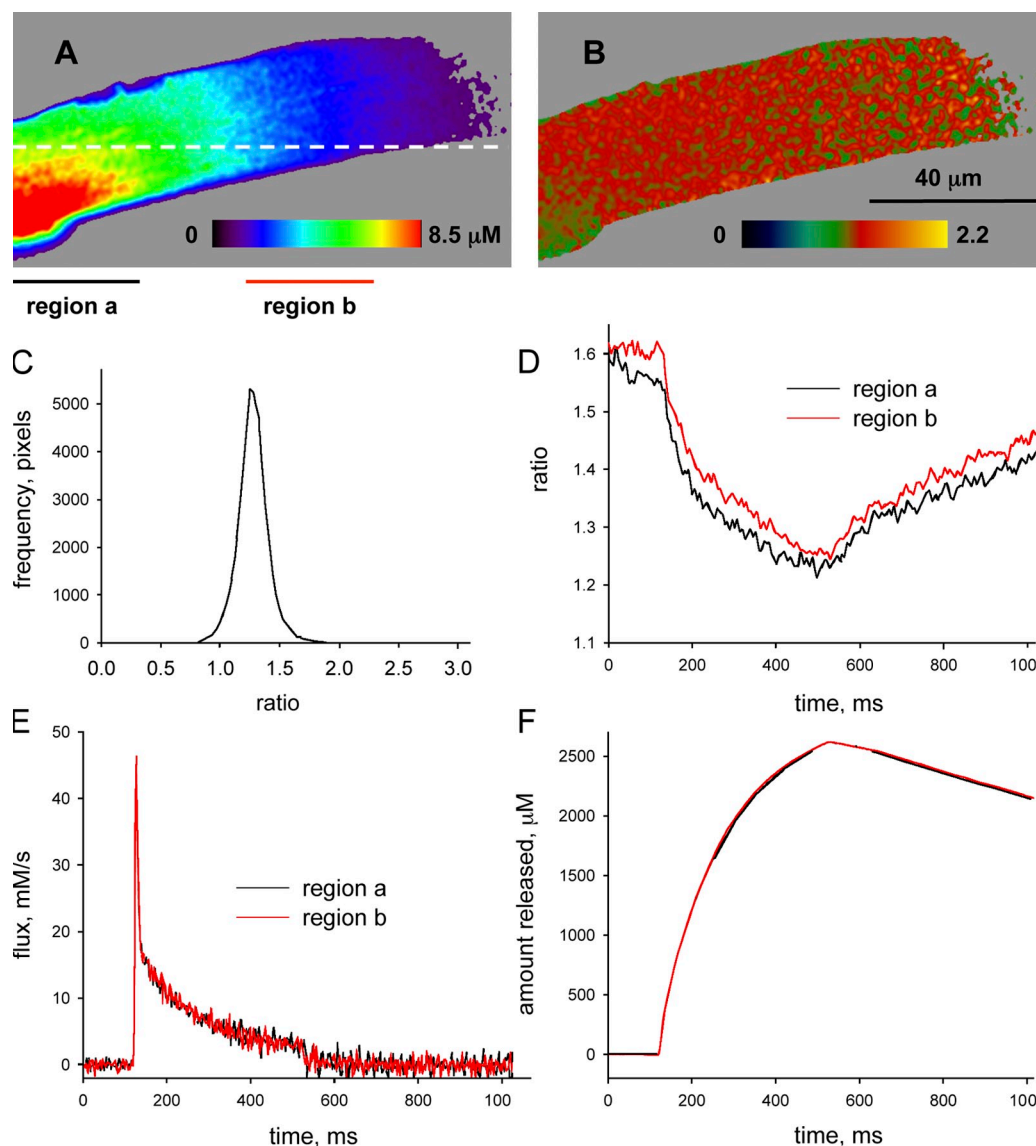 A
0
8.5 μM
B
40 μm
0
2.2
region a
region b
C
frequency, pixels
5000
4000
3000
2000
1000
0
0.0 0.5 1.0 1.5 2.0 2.5 3.0
ratio
D
ratio
1.6
1.5
1.4
1.3
1.2
1.1
region a
region b
0 200 400 600 800 100
time, ms
E
flux, mM/s
50
40
30
20
10
0
region a
region b
0 200 400 600 800 100
time, ms
F
amount released, μM
2500
2000
1500
1000
500
0
0 200 400 600 800 100
time, ms